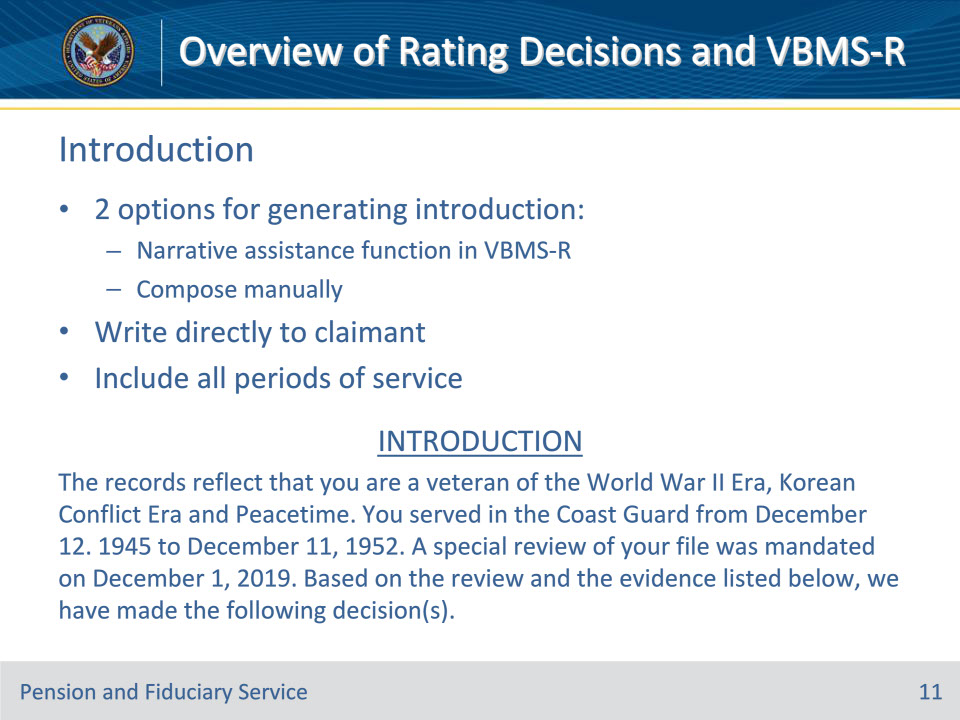 Overview of Rating Decisions and VBMS-R
Introduction
• 2 options for generating introduction:
– Narrative assistance function in VBMS-R
– Compose manually
• Write directly to claimant
• Include all periods of service
INTRODUCTION
The records reflect that you are a veteran of the World War II Era, Korean
Conflict Era and Peacetime. You served in the Coast Guard from December
12. 1945 to December 11, 1952. A special review of your file was mandated
on December 1, 2019. Based on the review and the evidence listed below, we
have made the following decision(s).
Pension and Fiduciary Service
11